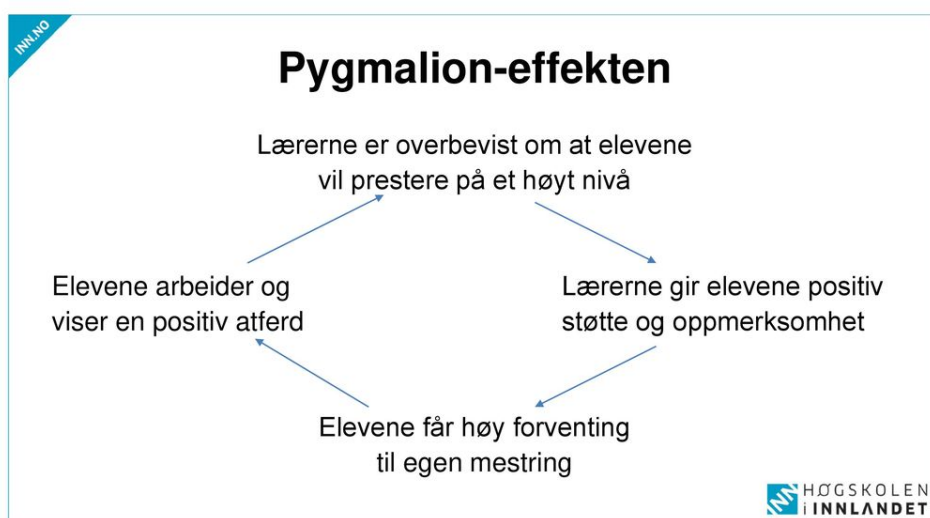 INN.NO
Pygmalion-effekten
Lærerne er overbevist om at elevene
vil prestere på et høyt nivå
Lærerne gir elevene positiv
støtte og oppmerksomhet
Elevene får høy forventing
til egen mestring
Elevene arbeider og
viser en positiv atferd
INN
HØGSKOLEN
i INNLANDET